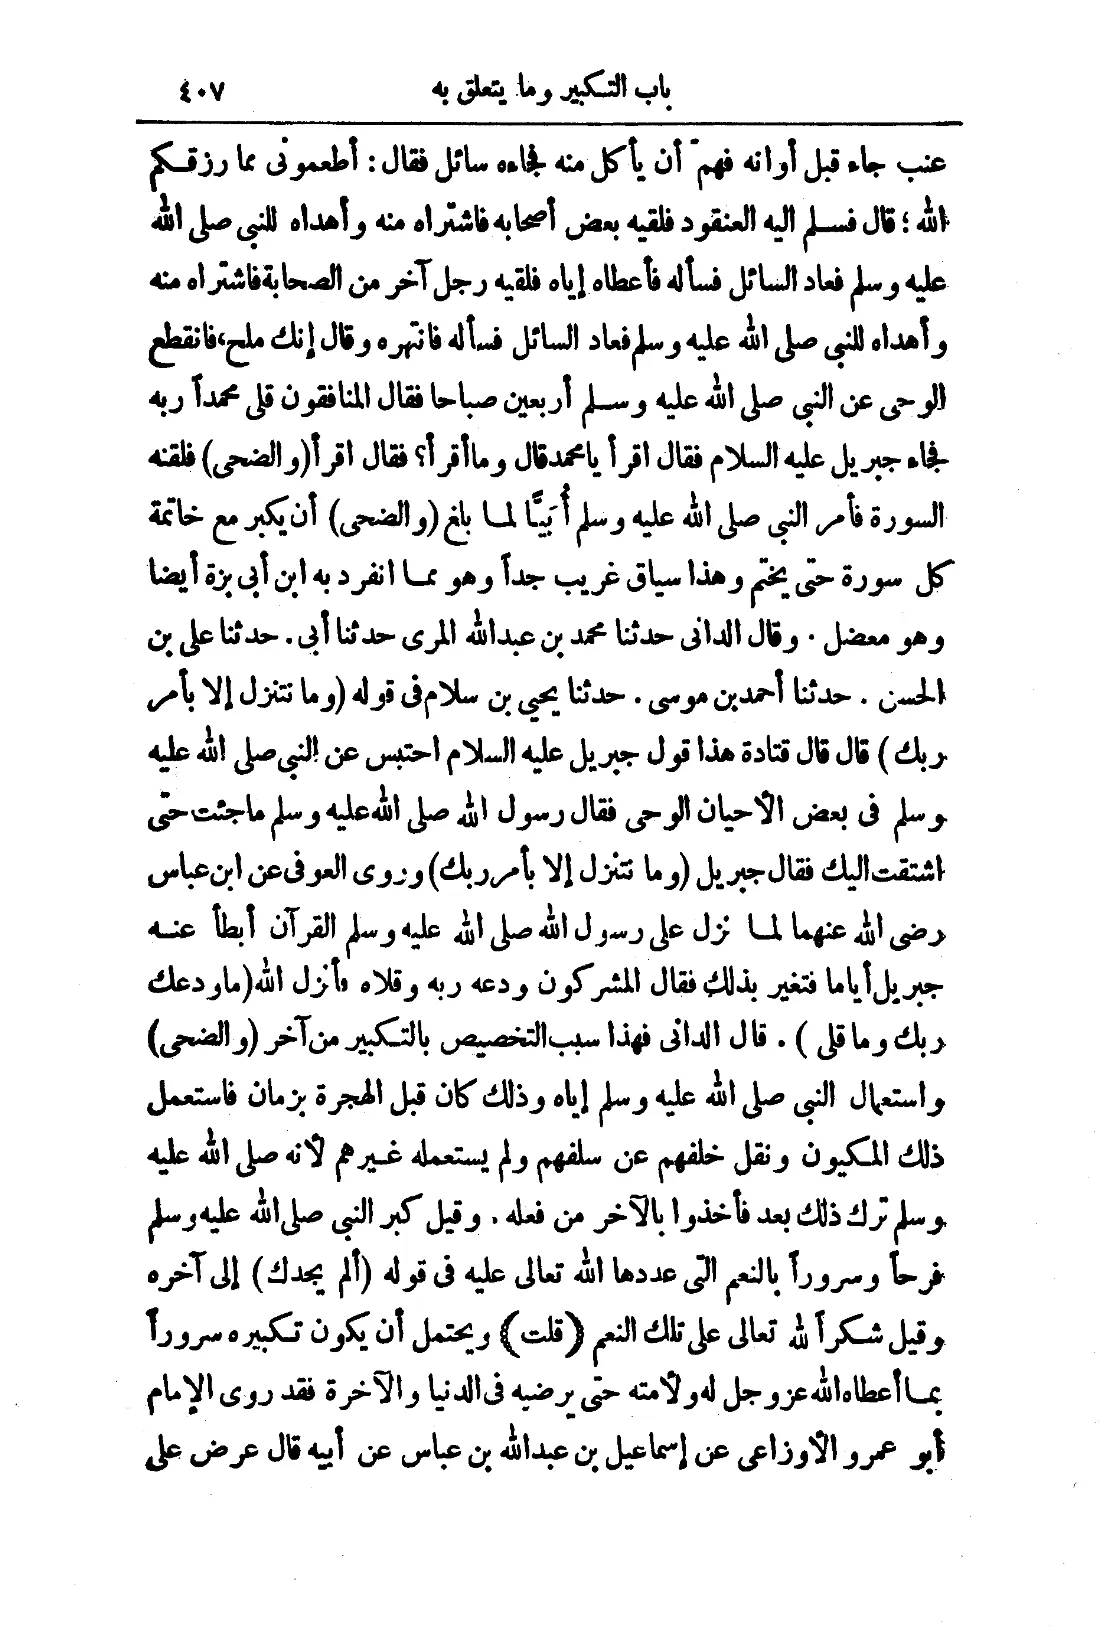 باب التكبير وما يتعلق به ٤٠٧
عنب جاء قبل أوانه فهمّ أن يأكل منه فجاءه سائل فقال : أطعمونى مما رزقكم
الله ؛ قال فسلم اليه العنقود فلقيه بعض أصحابه فاشتراه منه وأهداه للنبى صلى الله
عليه وسلم فعاد السائل فسأله فأعطاه إياه فلقيه رجل آخر من الصحابة فاشتراه منه
وأهداه للنبى صلى الله عليه وسلم فعاد السائل فسأله فانتهره وقال إنك ملح، فانقطع
الوحى عن النبى صلى الله عليه وسلم أربعين صباحا فقال المنافقون قلى محمداً ربه
فجاء جبريل عليه السلام فقال اقرأ يا محمد قال وما أقرأ؟ فقال اقرأ (والضحى) فلقنه
السورة فأمر النبى صلى الله عليه وسلم أُبَيًّا لما بلغ (والضحى) أن يكبر مع خاتمة
كل سورة حتى يختم وهذا سياق غريب جداً وهو مما انفرد به ابن أبى بزة أيضا
وهو معضل . وقال الدانى حدثنا محمد بن عبدالله المرى حدثنا أبى . حدثنا على بن
الحسن . حدثنا أحمد بن موسى . حدثنا يحيى بن سلام فى قوله (وما نتنزل إلا بأمر
ربك ) قال قال قتادة هذا قول جبريل عليه السلام احتبس عن النبى صلى الله عليه
وسلم فى بعض الأحيان الوحى فقال رسول الله صلى الله عليه وسلم ما جئت حتى
اشتقت اليك فقال جبريل (وما نتنزل إلا بأمر ربك) وروى العوفى عن ابن عباس
رضى الله عنهما لما نزل على رسول الله صلى الله عليه وسلم القرآن أبطأ عنه
جبريل أياما فتغير بذلك فقال المشركون ودعه ربه وقلاه فأنزل الله (ماودعك
ربك وما قلى ) . قال الدانى فهذا سبب التخصيص بالتكبير من آخر (والضحى)
واستعمال النبى صلى الله عليه وسلم إياه وذلك كان قبل الهجرة بزمان فاستعمل
ذلك المكيون ونقل خلفهم عن سلفهم ولم يستعمله غيرهم لأنه صلى الله عليه
وسلم ترك ذلك بعد فأخذوا بالآخر من فعله . وقيل كبر النبى صلى الله عليه وسلم
فرحاً وسروراً بالنعم التى عددها الله تعالى عليه فى قوله (ألم يجدك) إلى آخره
وقيل شكراً لله تعالى على تلك النعم (قلت) ويحتمل أن يكون تكبيره سروراً
بما أعطاه الله عز وجل له ولأمته حتى يرضيه فى الدنيا والآخرة فقد روى الإمام
أبو عمرو الأوزاعى عن إسماعيل بن عبدالله بن عباس عن أبيه قال عرض على